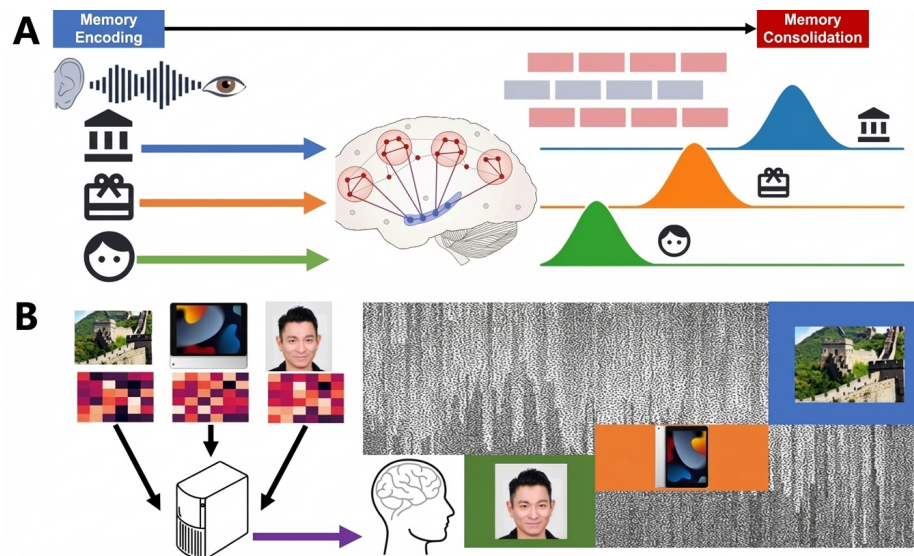 A
Memory
Encoding
Memory
Consolidation
B